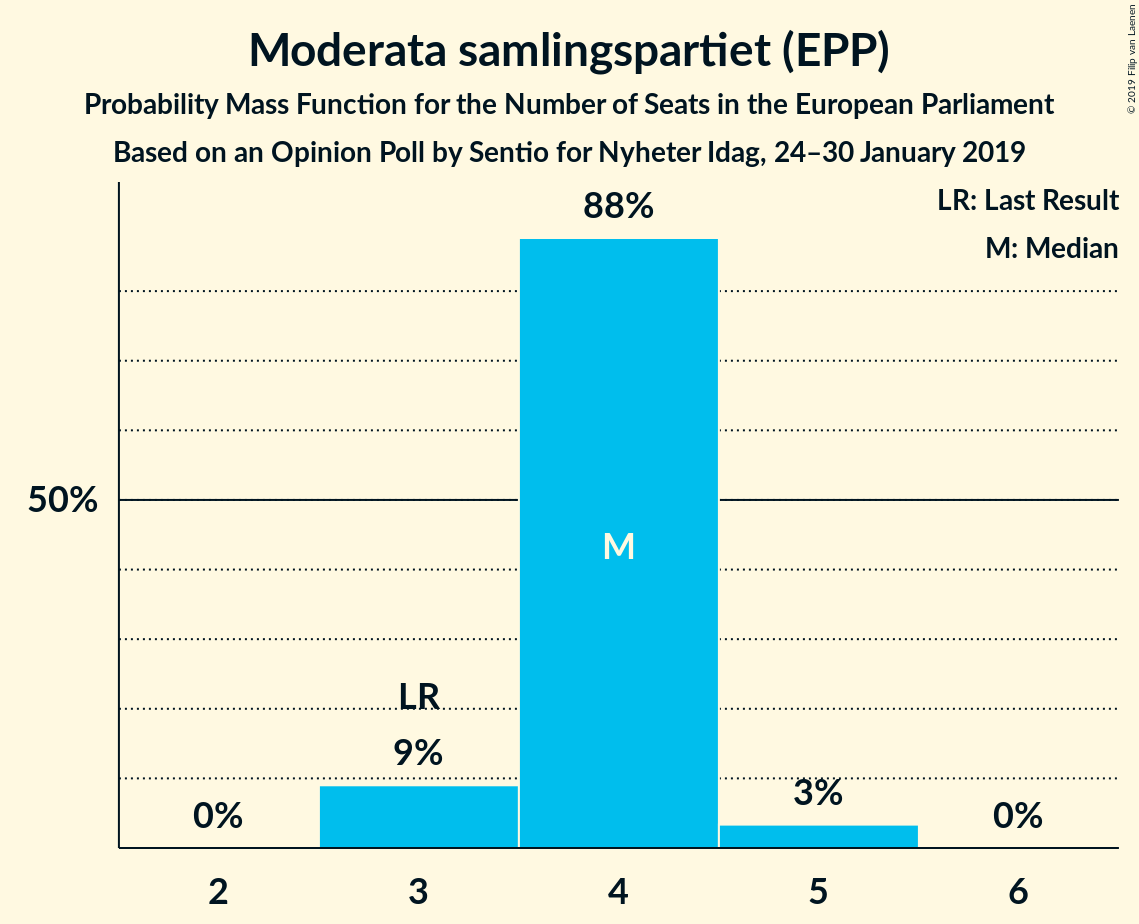 Moderata samlingspartiet (EPP)
Probability Mass Function for the Number of Seats in the European Parliament
Based on an Opinion Poll by Sentio for Nyheter Idag, 24–30 January 2019
© 2019 Filip van Laenen
LR: Last Result
M: Median
88%
50%
M
LR
9%
3%
0%
0%
2 3 4 5 6